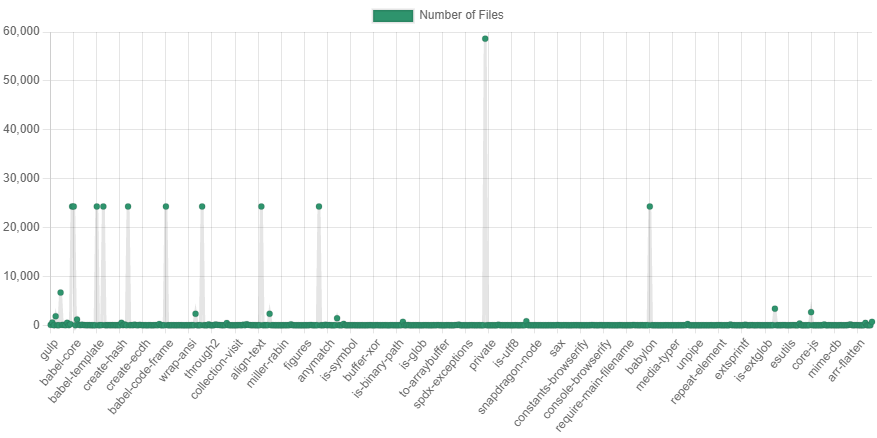 Number of Files
60,000
50,000
40,000
30,000
20,000
10,000
0
gulp
babel-core
babel-template
create-hash
create-ecdh
babel-code-frame
wrap-ansi
through2
collection-visit
align-text
miller-rabin
figures
anymatch
is-symbol
buffer-xor
is-binary-path
is-glob
to-arraybuffer
spdx-exceptions
private
is-utf8
snapdragon-node
sax
constants-browserify
console-browserify
require-main-filename
babylon
media-typer
unpipe
repeat-element
extsprintf
is-extglob
esutils
core-js
mime-db
arr-flatten